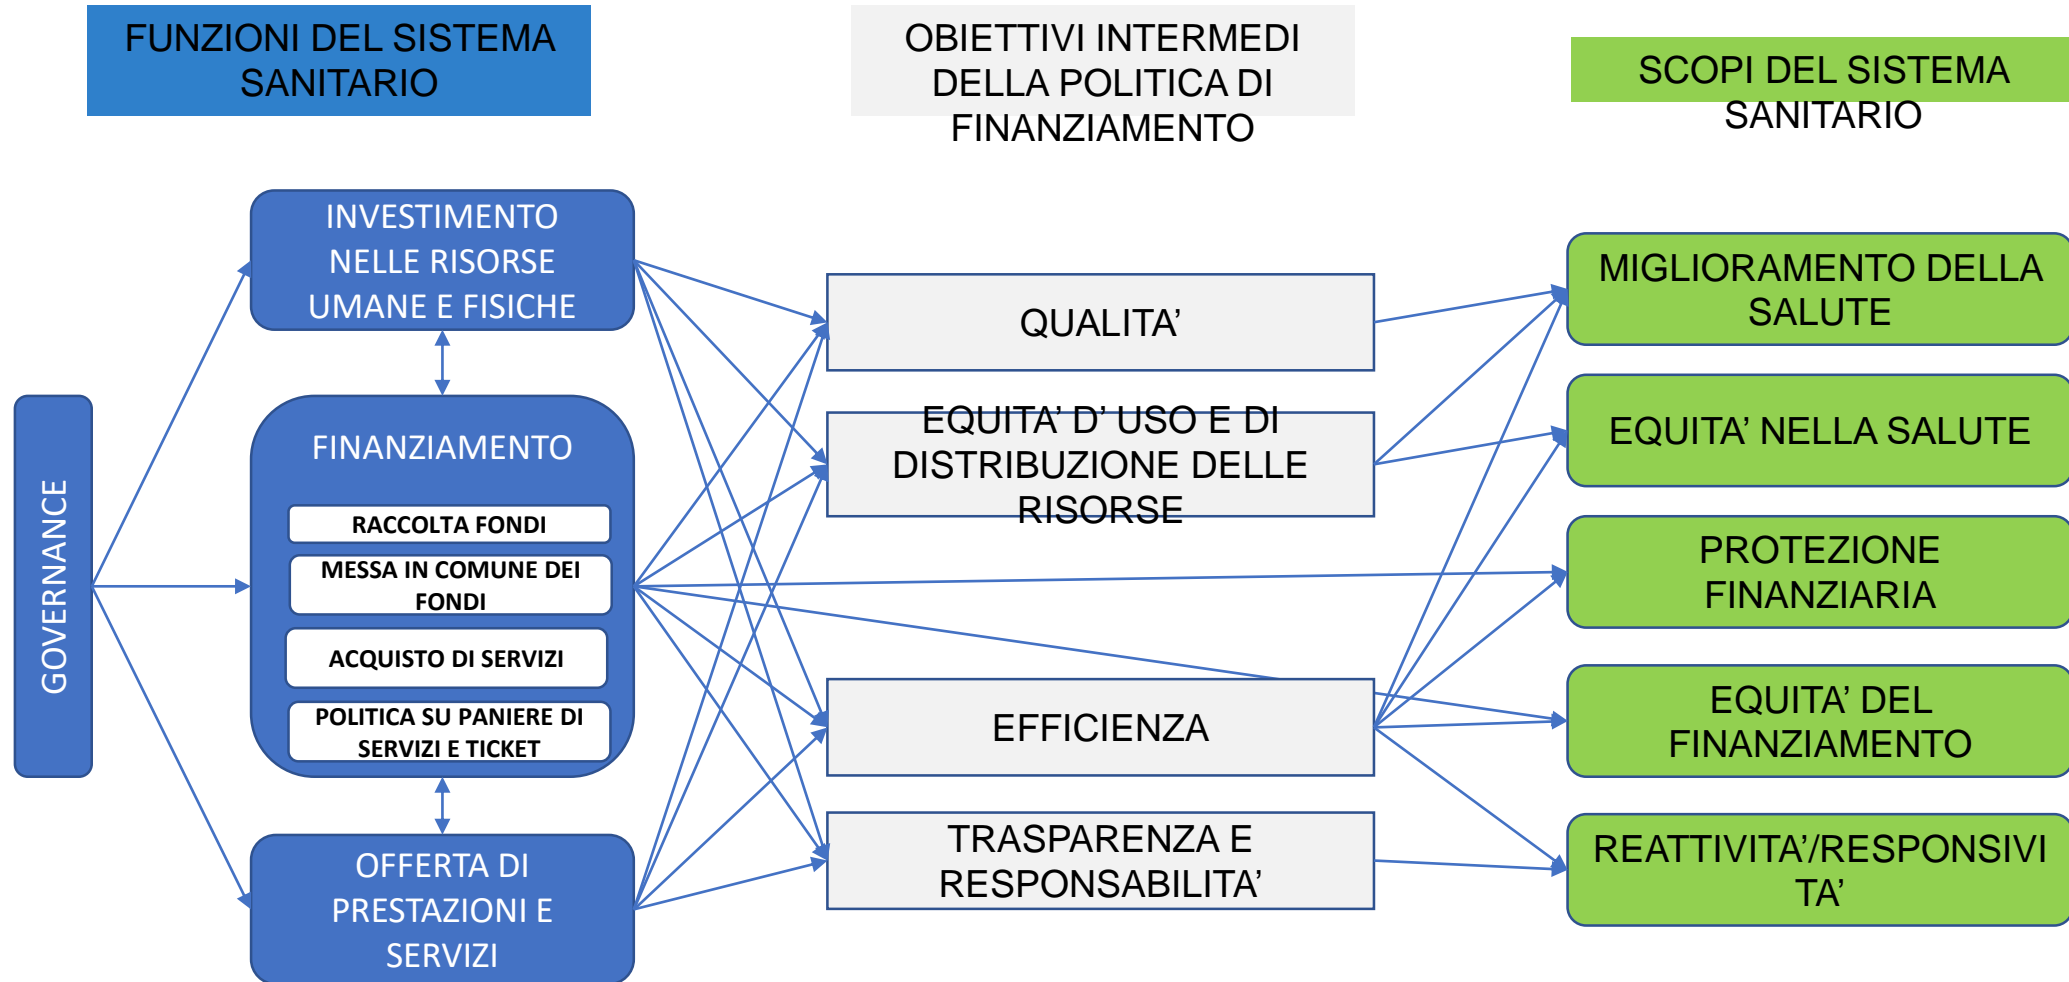 FUNZIONI DEL SISTEMA
SANITARIO
OBIETTIVI INTERMEDI
DELLA POLITICA DI
FINANZIAMENTO
SCOPI DEL SISTEMA
SANITARIO
GOVERNANCE
INVESTIMENTO
NELLE RISORSE
UMANE E FISICHE
FINANZIAMENTO
RACCOLTA FONDI
MESSA IN COMUNE DEI
FONDI
ACQUISTO DI SERVIZI
POLITICA SU PANIERE DI
SERVIZI E TICKET
OFFERTA DI
PRESTAZIONI E
SERVIZI
QUALITA’
EQUITA’ D’ USO E DI
DISTRIBUZIONE DELLE
RISORSE
EFFICIENZA
TRASPARENZA E
RESPONSABILITA’
MIGLIORAMENTO DELLA
SALUTE
EQUITA’ NELLA SALUTE
PROTEZIONE
FINANZIARIA
EQUITA’ DEL
FINANZIAMENTO
REATTIVITA’/RESPONSIVI
TA’